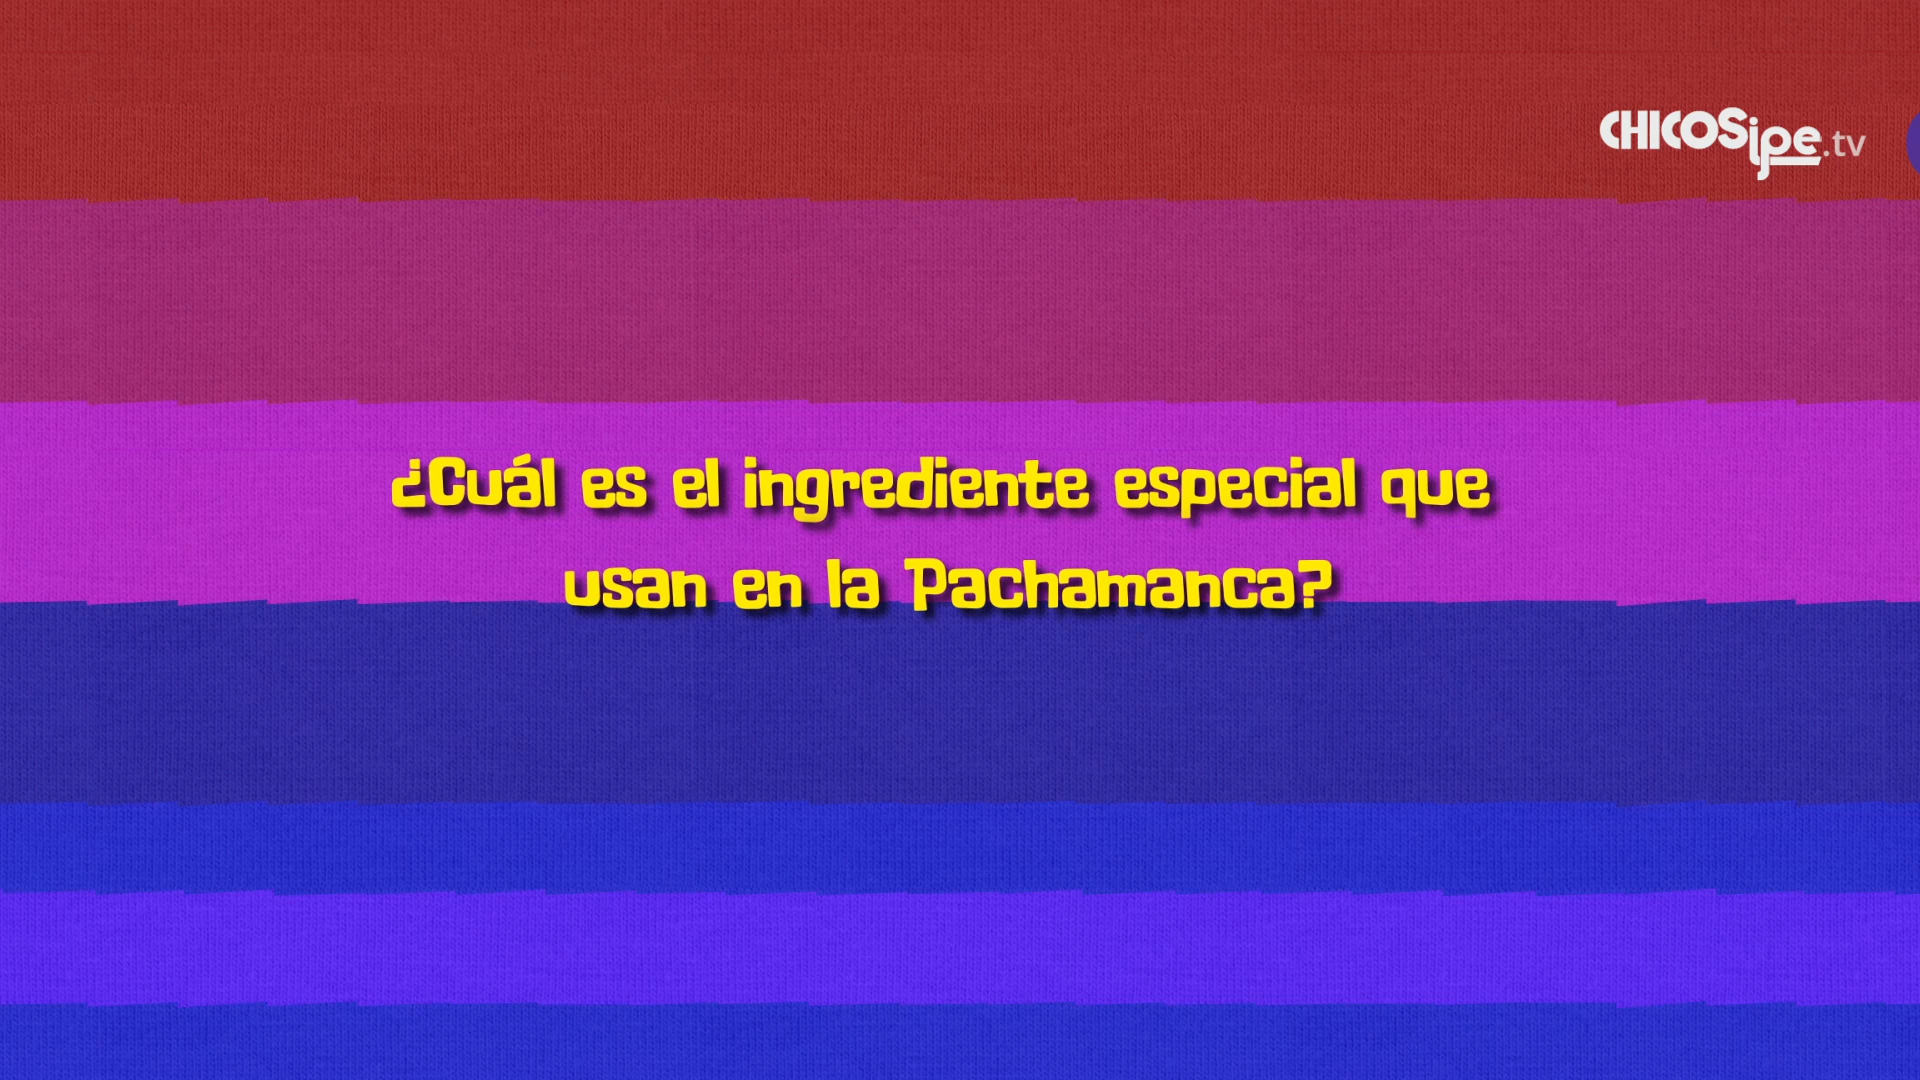 CHICOSipe.tv
¿Cuál es el ingrediente especial que
usan en la Pachamanca?